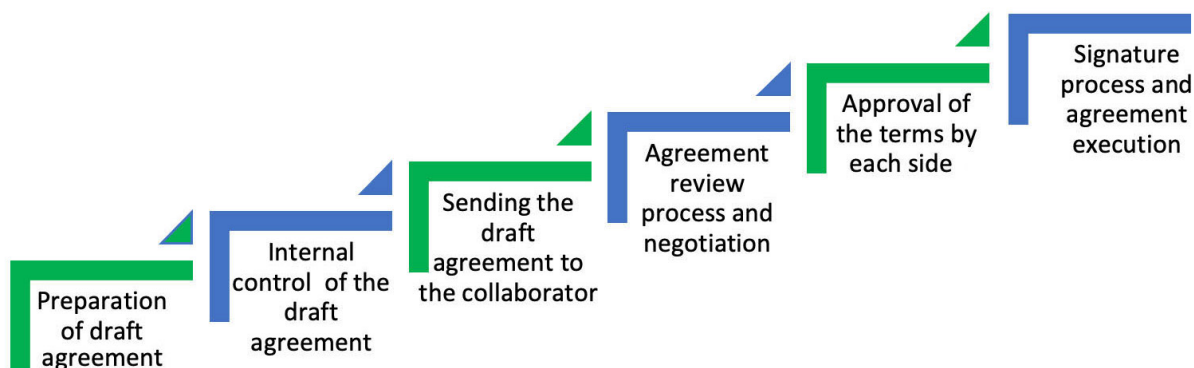 Preparation
of draft
agreement
Internal
control  of the
draft
agreement
Sending the
draft
agreement to
the collaborator
Agreement
review
process and
negotiation
Approval of
the terms by
each side
Signature
process and
agreement
execution